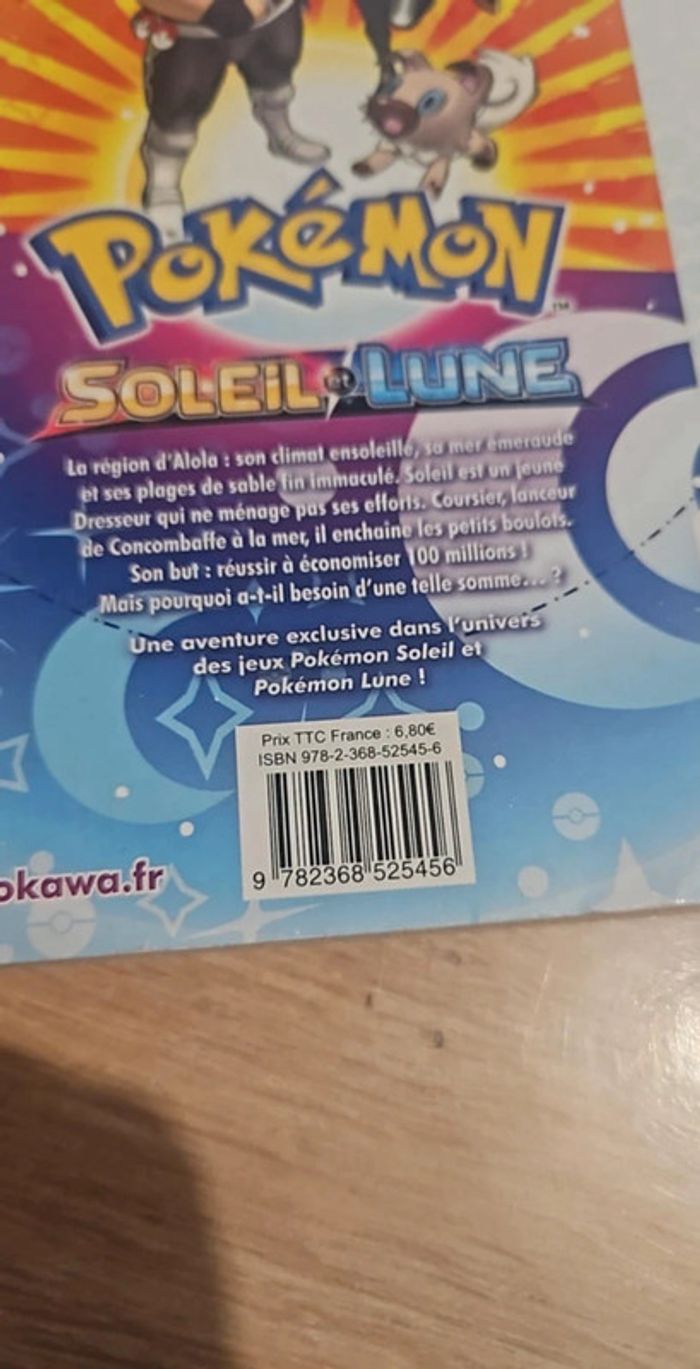 POKÉMON
™
SOLEIL et LUNE
La région d'Alola : son climat ensoleillé, sa mer émeraude
et ses plages de sable fin immaculé. Soleil est un jeune
Dresseur qui ne ménage pas ses efforts. Coursier, lanceur
de Concombaffe à la mer, il enchaine les petits boulots.
Son but : réussir à économiser 100 millions !
Mais pourquoi a-t-il besoin d'une telle somme... ?
Une aventure exclusive dans l'univers
des jeux Pokémon Soleil et
Pokémon Lune !
Prix TTC France : 6,80€
ISBN 978-2-368-52545-6
9 782368 525456
okawa.fr